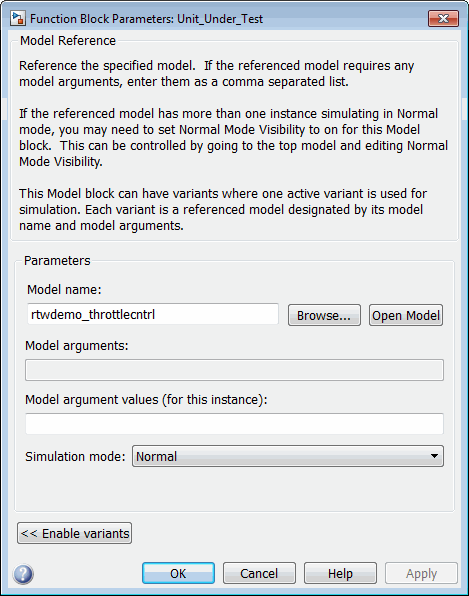 Function Block Parameters: Unit_Under_Test
Model Reference
Reference the specified model.  If the referenced model requires any
model arguments, enter them as a comma separated list.
If the referenced model has more than one instance simulating in Normal
mode, you may need to set Normal Mode Visibility to on for this Model
block.  This can be controlled by going to the top model and editing Normal
Mode Visibility.
This Model block can have variants where one active variant is used for
simulation. Each variant is a referenced model designated by its model
name and model arguments.
Parameters
Model name:
rtwdemo_throttlecntrl
Browse...
Open Model
Model arguments:
Model argument values (for this instance):
Simulation mode:
Normal
<< Enable variants
?
OK
Cancel
Help
Apply